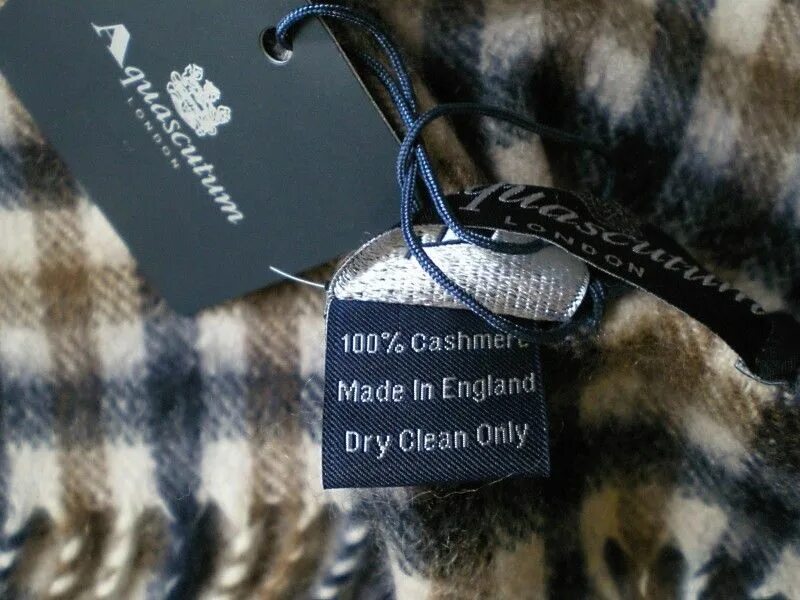 Aquascutum
LONDON
Aquascutum
LONDON
100% Cashmere
Made In England
Dry Clean Only